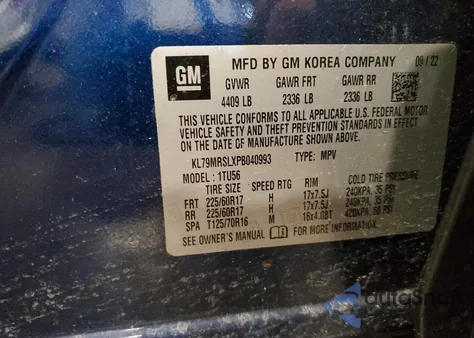 GM
MFD BY GM KOREA COMPANY 09/22
GVWR GAWR FRT GAWR RR
4409 LB 2336 LB 2336 LB
THIS VEHICLE CONFORMS TO ALL APPLICABLE U.S. FEDERAL MOTOR
VEHICLE SAFETY AND THEFT PREVENTION STANDARDS IN EFFECT
ON THE DATE OF MANUFACTURE SHOWN ABOVE.
KL79MRSLXPB040993 TYPE: MPV
MODEL: 1TU56
SPEED RTG RIM COLD TIRE PRESSURE
FRT 225/60R17 H 17x7.5J 240KPA, 35 PSI
RR 225/60R17 H 17x7.5J 240KPA, 35 PSI
SPA T125/70R16 M 16x4.0BT 420KPA, 60 PSI
SEE OWNER'S MANUAL FOR MORE INFORMATION.